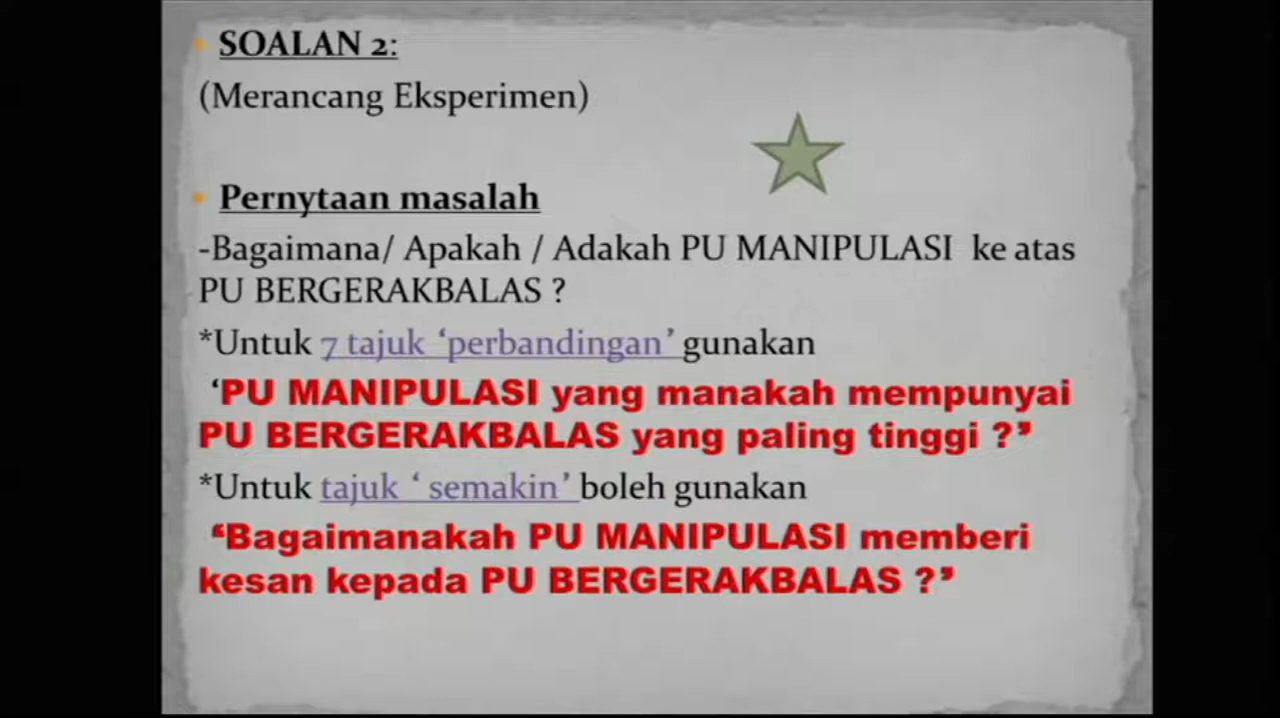 SOALAN 2:
(Merancang Eksperimen)
Pernytaan masalah
-Bagaimana/ Apakah / Adakah PU MANIPULASI ke atas
PU BERGERAKBALAS ?
*Untuk 7 tajuk ‘perbandingan’ gunakan
‘PU MANIPULASI yang manakah mempunyai
PU BERGERAKBALAS yang paling tinggi ?’
*Untuk tajuk ‘ semakin’ boleh gunakan
‘Bagaimanakah PU MANIPULASI memberi
kesan kepada PU BERGERAKBALAS ?’